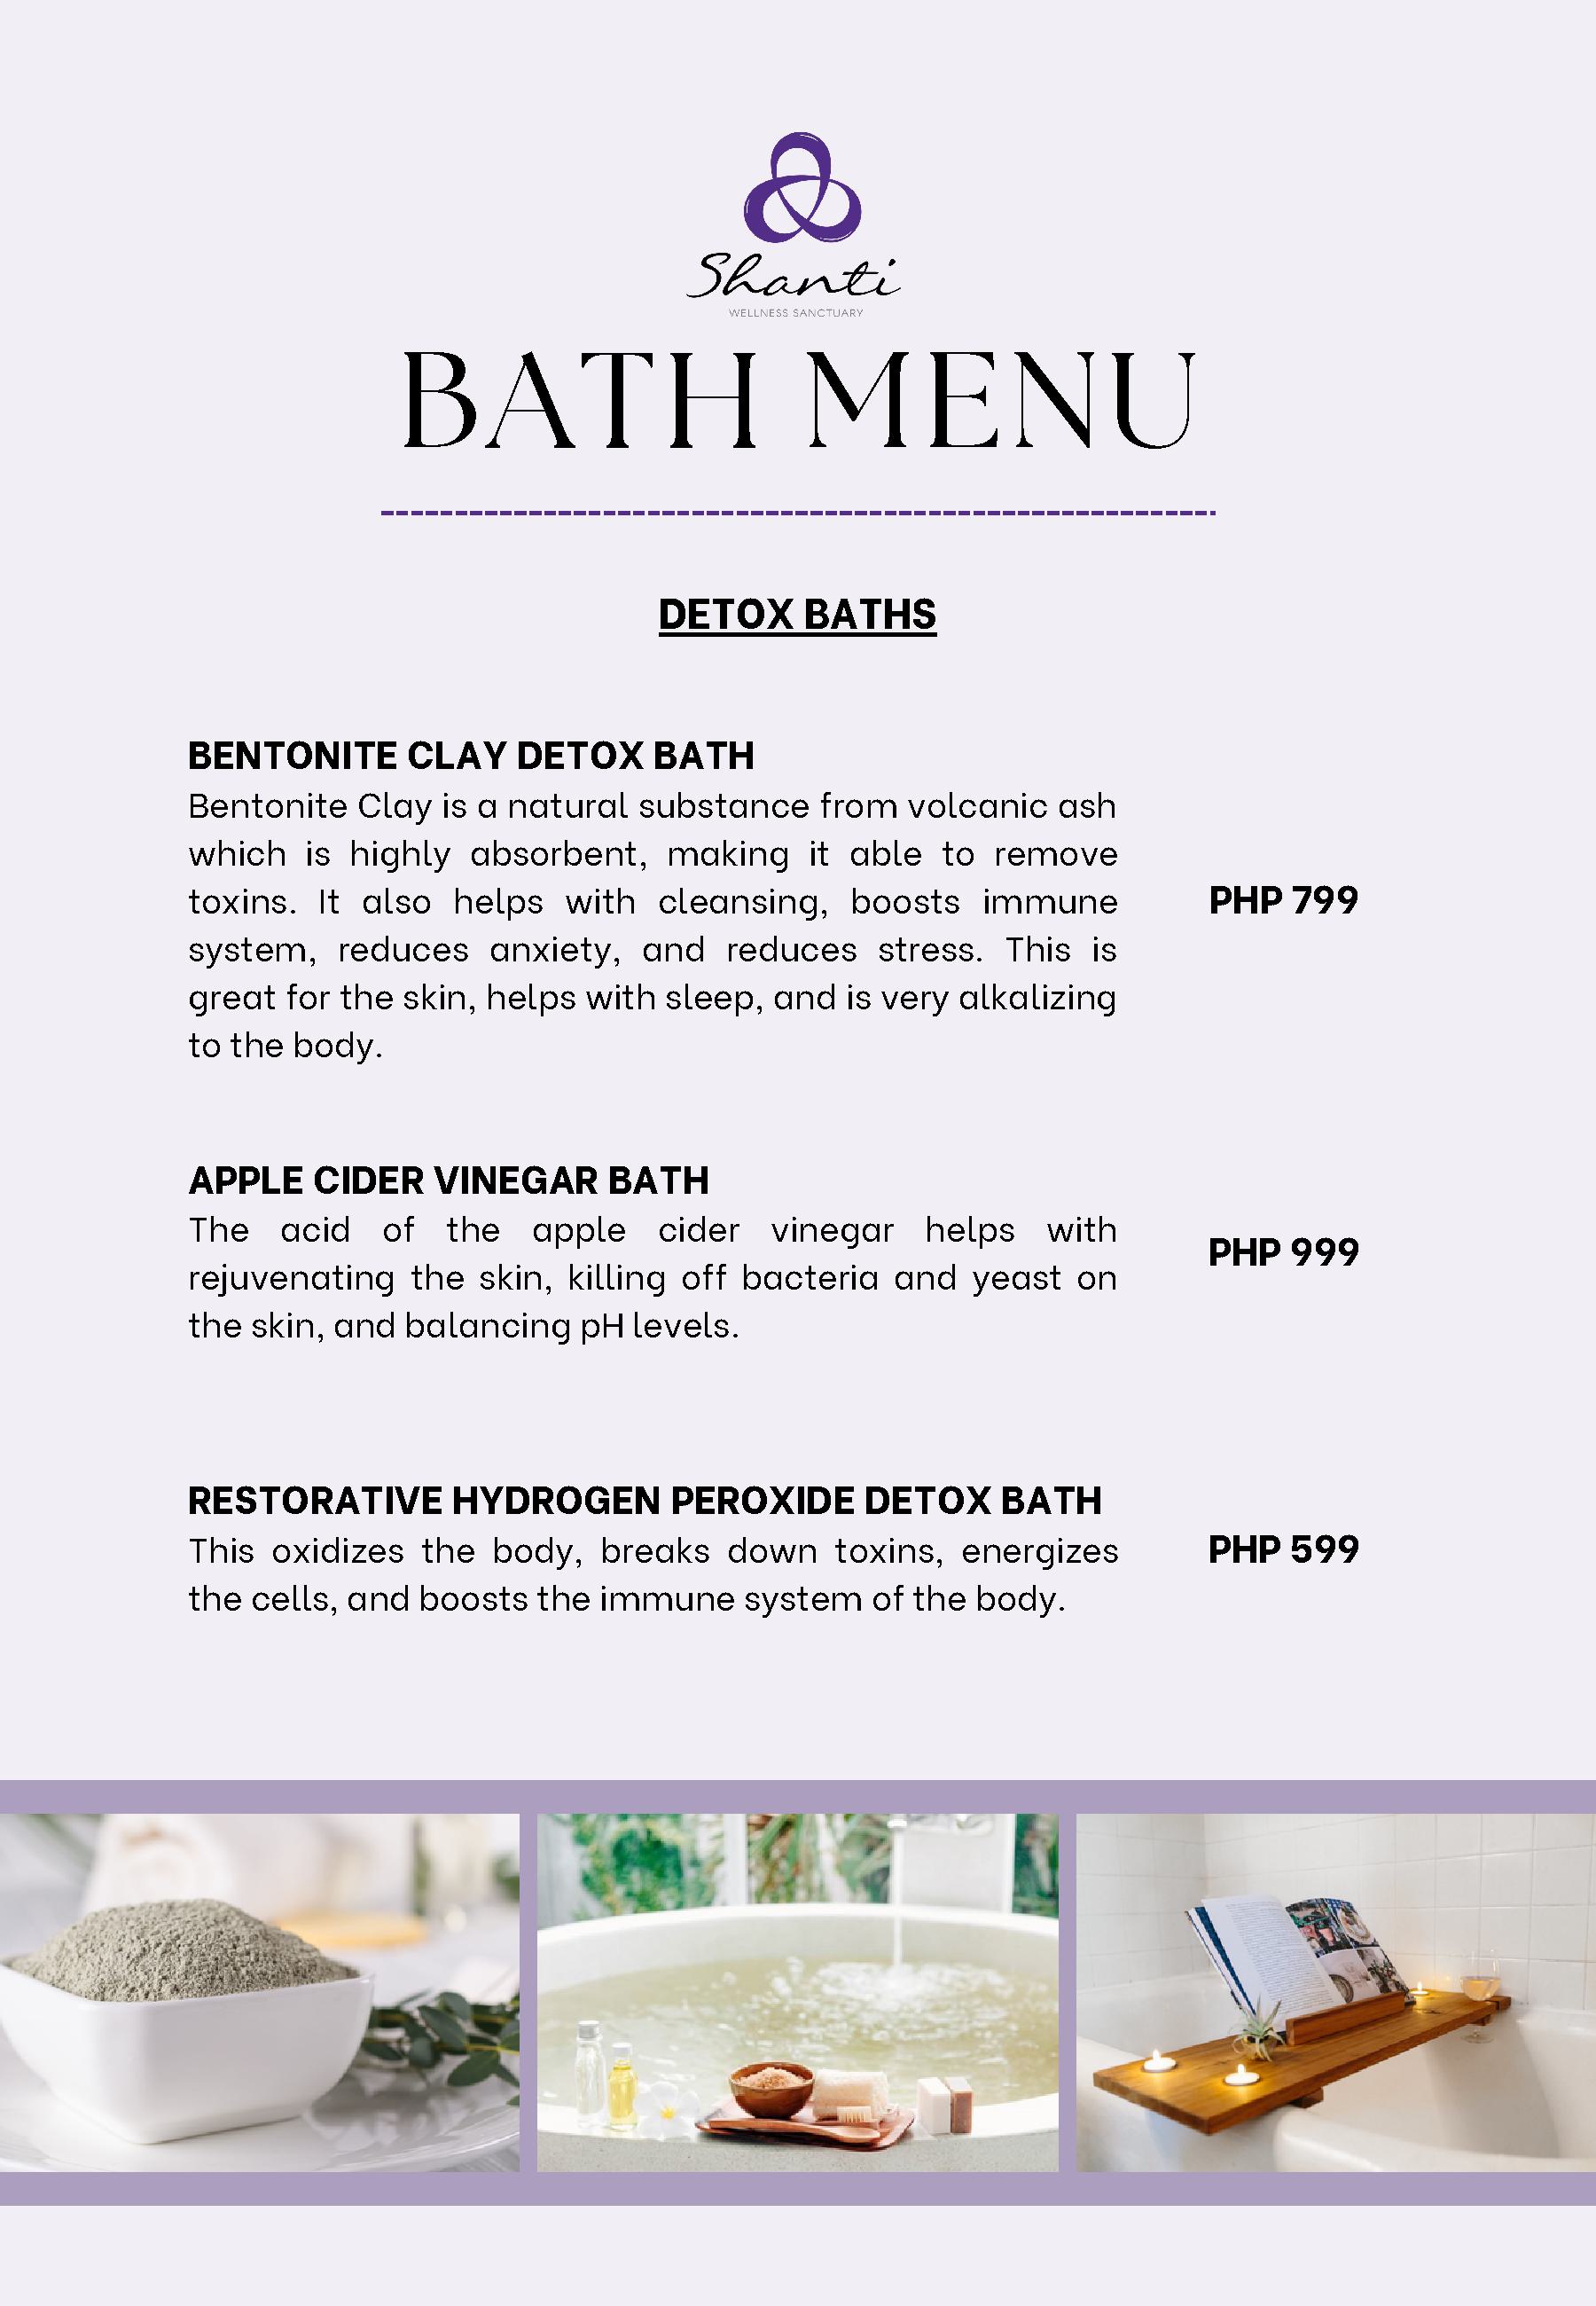 Shanti
WELLNESS SANCTUARY
BATH MENU
DETOX BATHS
BENTONITE CLAY DETOX BATH
Bentonite Clay is a natural substance from volcanic ash
which is highly absorbent, making it able to remove
toxins. It also helps with cleansing, boosts immune
system, reduces anxiety, and reduces stress. This is
great for the skin, helps with sleep, and is very alkalizing
to the body.
PHP 799
APPLE CIDER VINEGAR BATH
The acid of the apple cider vinegar helps with
rejuvenating the skin, killing off bacteria and yeast on
the skin, and balancing pH levels.
PHP 999
RESTORATIVE HYDROGEN PEROXIDE DETOX BATH
This oxidizes the body, breaks down toxins, energizes
the cells, and boosts the immune system of the body.
PHP 599